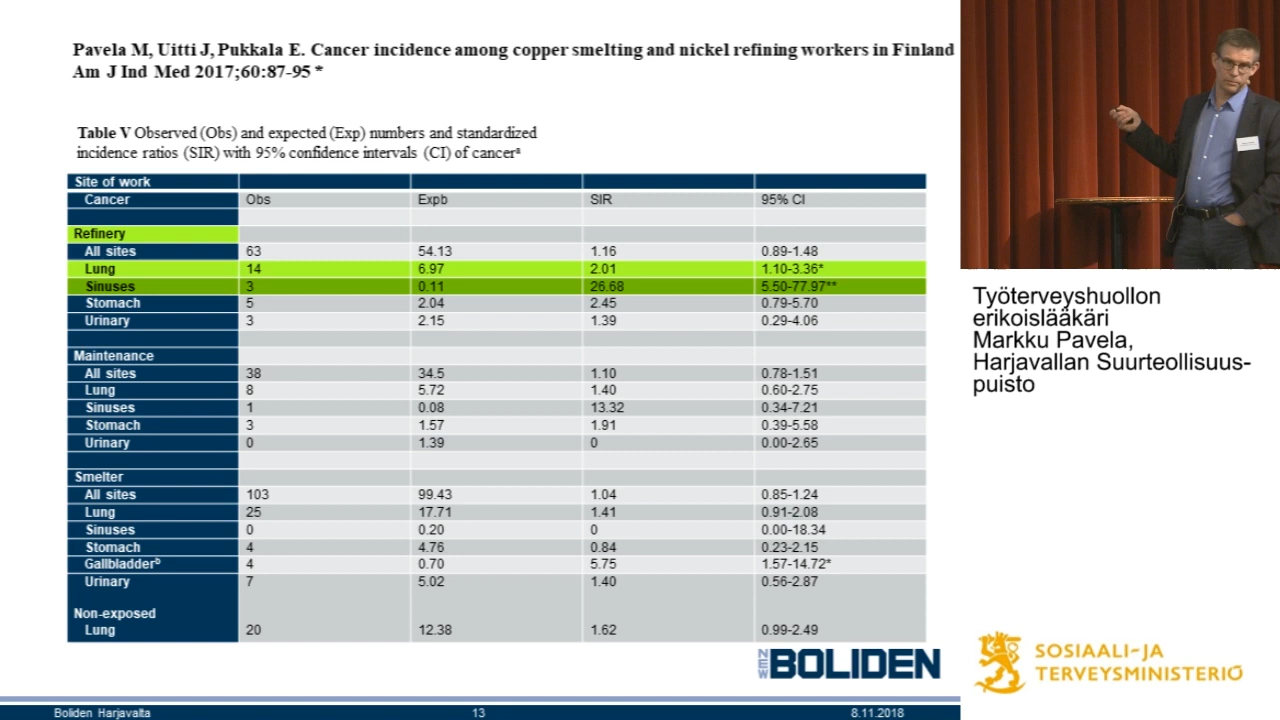 Pavela M, Uitti J, Pukkala E. Cancer incidence among copper smelting and nickel refining workers in Finland
Am J Ind Med 2017;60:87-95 *
Table V Observed (Obs) and expected (Exp) numbers and standardized
incidence ratios (SIR) with 95% confidence intervals (CI) of cancerᵃ
Site of work
Cancer Obs Expb SIR 95% CI
Refinery
All sites 63 54.13 1.16 0.89-1.48
Lung 14 6.97 2.01 1.10-3.36*
Sinuses 3 0.11 26.68 5.50-77.97**
Stomach 5 2.04 2.45 0.79-5.70
Urinary 3 2.15 1.39 0.29-4.06
Maintenance
All sites 38 34.5 1.10 0.78-1.51
Lung 8 5.72 1.40 0.60-2.75
Sinuses 1 0.08 13.32 0.34-7.21
Stomach 3 1.57 1.91 0.39-5.58
Urinary 0 1.39 0 0.00-2.65
Smelter
All sites 103 99.43 1.04 0.85-1.24
Lung 25 17.71 1.41 0.91-2.08
Sinuses 0 0.20 0 0.00-18.34
Stomach 4 4.76 0.84 0.23-2.15
Gallbladderᵇ 4 0.70 5.75 1.57-14.72*
Urinary 7 5.02 1.40 0.56-2.87
Non-exposed
Lung 20 12.38 1.62 0.99-2.49
NEW BOLIDEN
Boliden Harjavalta 13 8.11.2018
Työterveyshuollon
erikoislääkäri
Markku Pavela,
Harjavallan Suurteollisuus-
puisto
SOSIAALI- JA
TERVEYSMINISTERIÖ